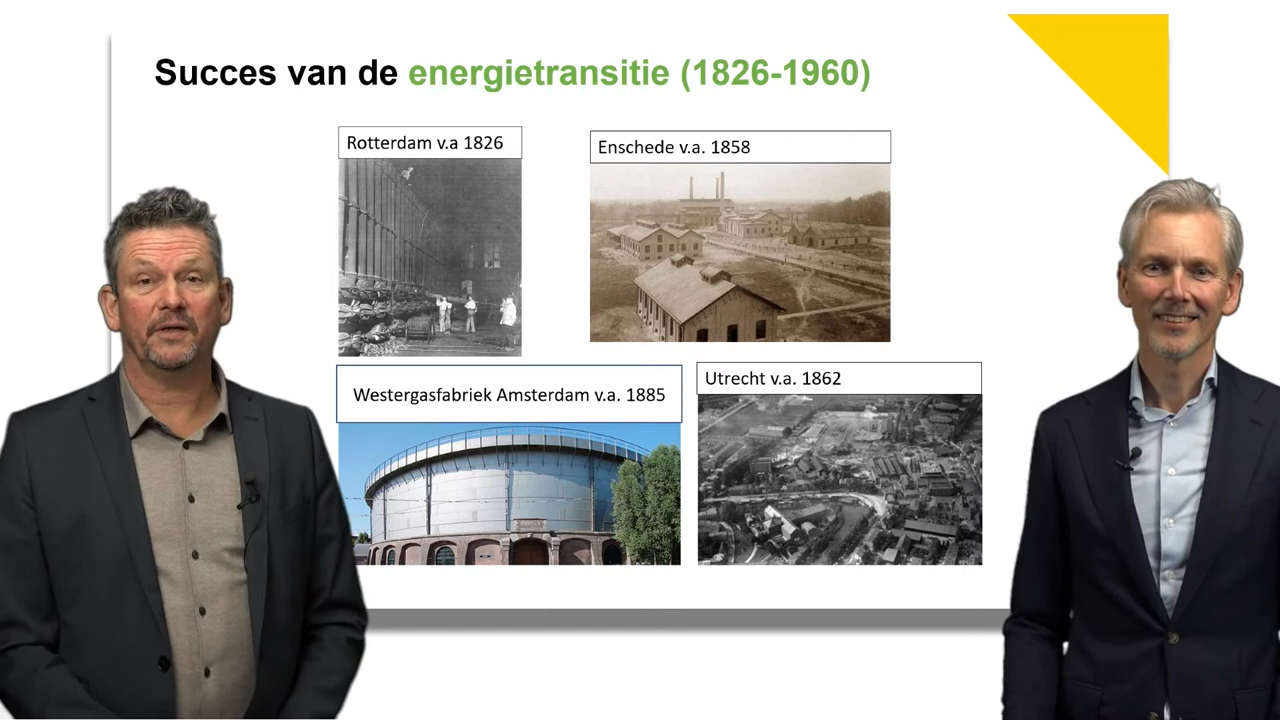 Succes van de energietransitie (1826-1960)
Rotterdam v.a 1826
Enschede v.a. 1858
Westergasfabriek Amsterdam v.a. 1885
Utrecht v.a. 1862